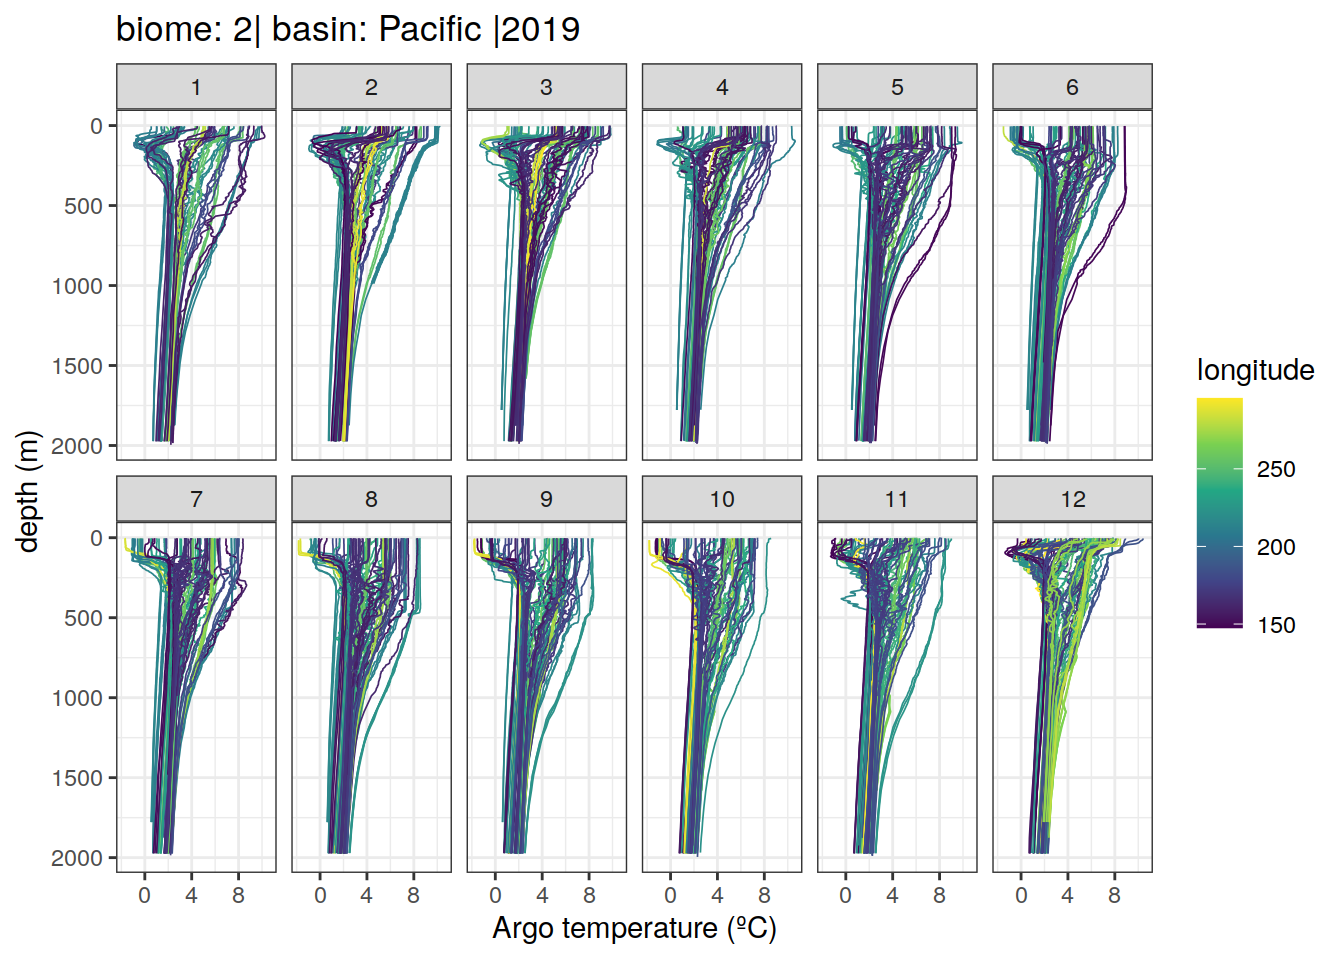 biome: 2| basin: Pacific |2019
1 2 3 4 5 6
0
500
1000
1500
2000
7 8 9 10 11 12
0
500
1000
1500
2000
0 4 8 0 4 8 0 4 8 0 4 8 0 4 8 0 4 8
Argo temperature (ºC)
depth (m)
longitude
250
200
150